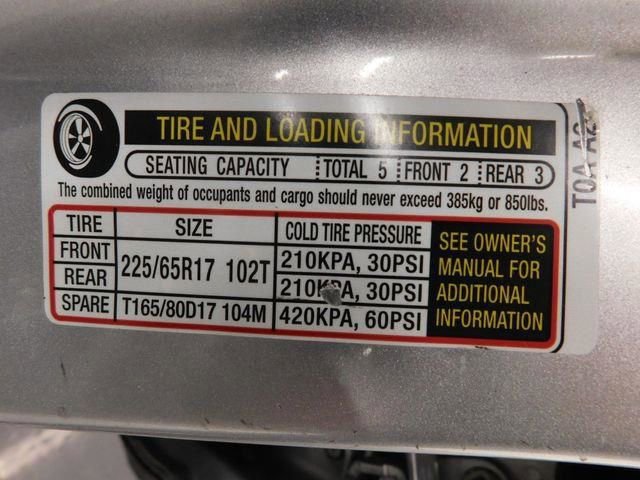 TIRE AND LOADING INFORMATION
SEATING CAPACITY TOTAL 5 FRONT 2 REAR 3
The combined weight of occupants and cargo should never exceed 385kg or 850lbs.
TIRE SIZE COLD TIRE PRESSURE
FRONT 225/65R17 102T 210KPA, 30PSI
REAR 210KPA, 30PSI
SPARE T165/80D17 104M 420KPA, 60PSI
SEE OWNER'S
MANUAL FOR
ADDITIONAL
INFORMATION